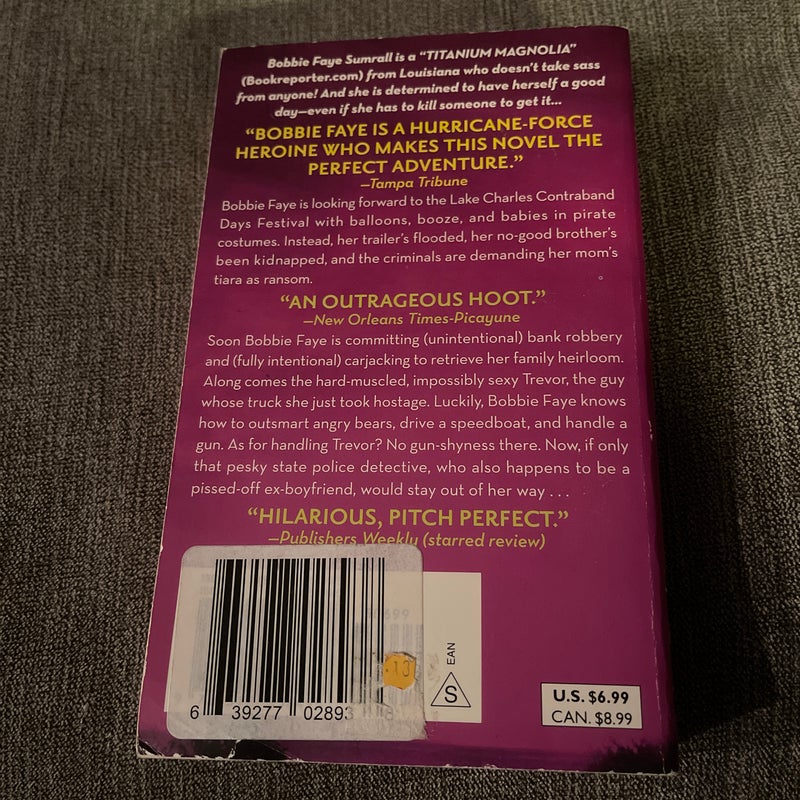 Bobbie Faye Sumrall is a "TITANIUM MAGNOLIA"
(Bookreporter.com) from Louisiana who doesn't take sass
from anyone! And she is determined to have herself a good
day—even if she has to kill someone to get it...
"BOBBIE FAYE IS A HURRICANE-FORCE
HEROINE WHO MAKES THIS NOVEL THE
PERFECT ADVENTURE."
—Tampa Tribune
Bobbie Faye is looking forward to the Lake Charles Contraband
Days Festival with balloons, booze, and babies in pirate
costumes. Instead, her trailer's flooded, her no-good brother's
been kidnapped, and the criminals are demanding her mom's
tiara as ransom.
"AN OUTRAGEOUS HOOT."
—New Orleans Times-Picayune
Soon Bobbie Faye is committing (unintentional) bank robbery
and (fully intentional) carjacking to retrieve her family heirloom.
Along comes the hard-muscled, impossibly sexy Trevor, the guy
whose truck she just took hostage. Luckily, Bobbie Faye knows
how to outsmart angry bears, drive a speedboat, and handle a
gun. As for handling Trevor? No gun-shyness there. Now, if only
that pesky state police detective, who also happens to be a
pissed-off ex-boyfriend, would stay out of her way . . .
"HILARIOUS, PITCH PERFECT."
—Publishers Weekly (starred review)
EAN
S
.13
6 39277 02893
U.S. $6.99
CAN. $8.99